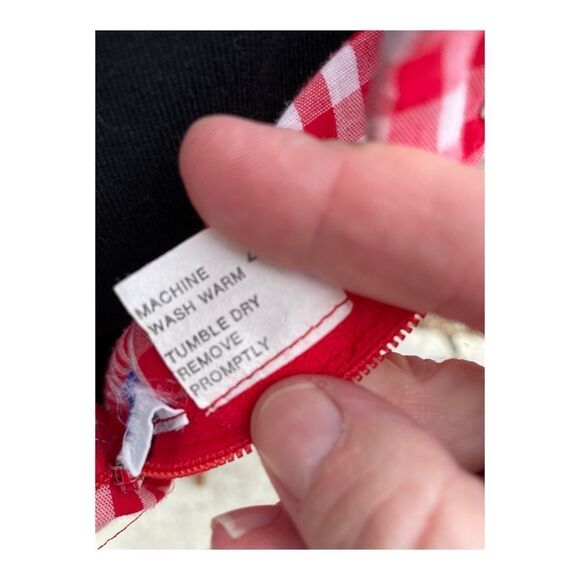 MACHINE
WASH WARM
TUMBLE DRY
REMOVE
PROMPTLY